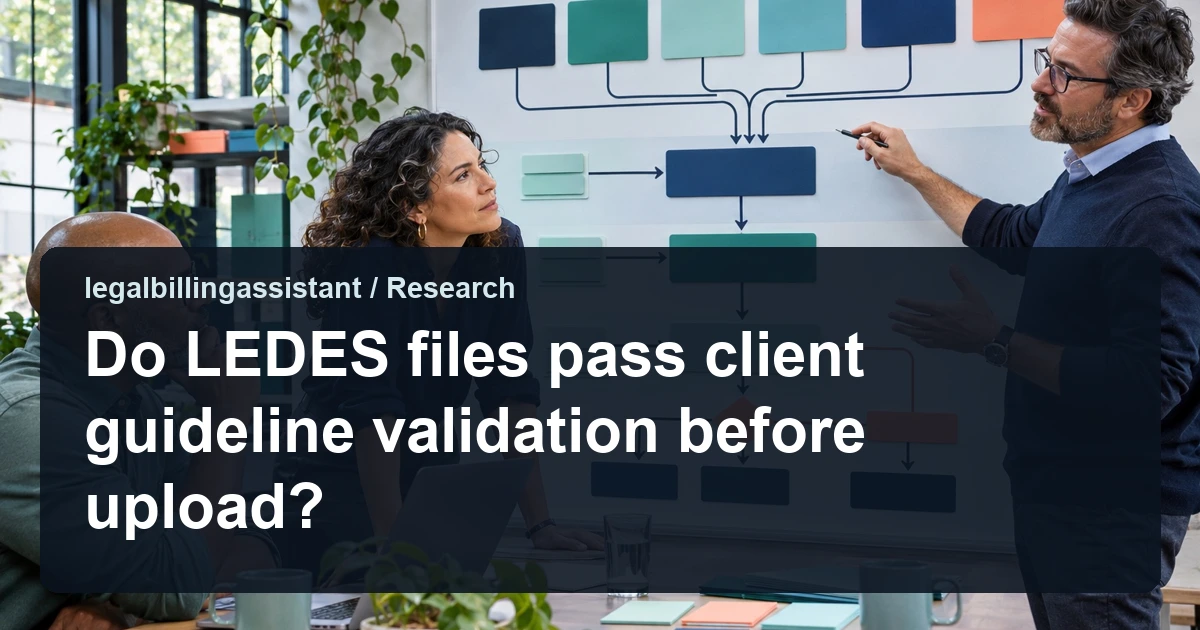 legalbillingassistant / Research
Do LEDES files pass client
guideline validation before
upload?